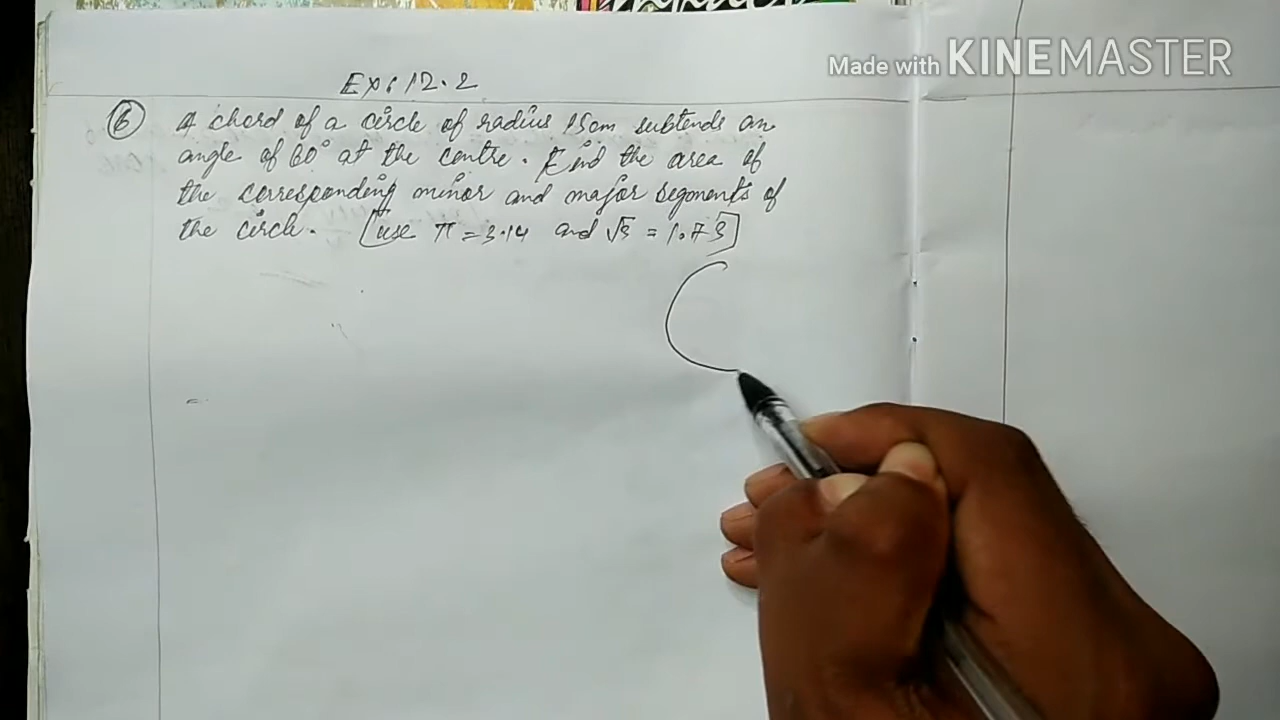 Made with KINEMASTER
Ex: 12.2
6 A chord of a circle of radius 15cm subtends an
angle of 60° at the centre. Find the area of
the corresponding minor and major segments of
the circle. [use π = 3.14 and √3 = 1.73]